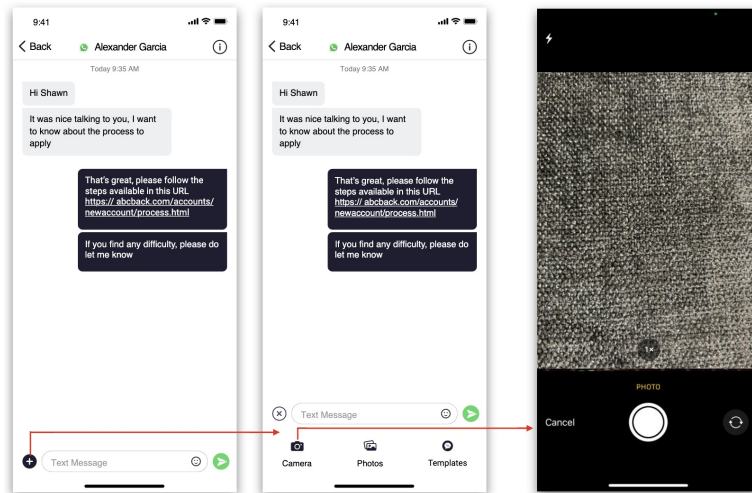 9:41
Back
Alexander Garcia
Today 9:35 AM
Hi Shawn
It was nice talking to you, I want
to know about the process to
apply
That's great, please follow the
steps available in this URL
https:// abcback.com/accounts/
newaccount/process.html
If you find any difficulty, please do
let me know
Text Message
9:41
Back
Alexander Garcia
Today 9:35 AM
Hi Shawn
It was nice talking to you, I want
to know about the process to
apply
That's great, please follow the
steps available in this URL
https:// abcback.com/accounts/
newaccount/process.html
If you find any difficulty, please do
let me know
Text Message
Camera
Photos
Templates
1×
PHOTO
Cancel